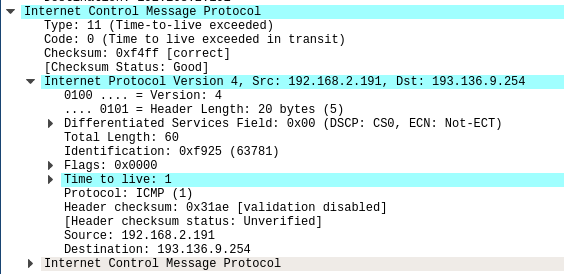 Internet Control Message Protocol
Type: 11 (Time-to-live exceeded)
Code: 0 (Time to live exceeded in transit)
Checksum: 0xf4ff [correct]
[Checksum Status: Good]
Internet Protocol Version 4, Src: 192.168.2.191, Dst: 193.136.9.254
0100 .... = Version: 4
.... 0101 = Header Length: 20 bytes (5)
Differentiated Services Field: 0x00 (DSCP: CS0, ECN: Not-ECT)
Total Length: 60
Identification: 0xf925 (63781)
Flags: 0x0000
Time to live: 1
Protocol: ICMP (1)
Header checksum: 0x31ae [validation disabled]
[Header checksum status: Unverified]
Source: 192.168.2.191
Destination: 193.136.9.254
Internet Control Message Protocol